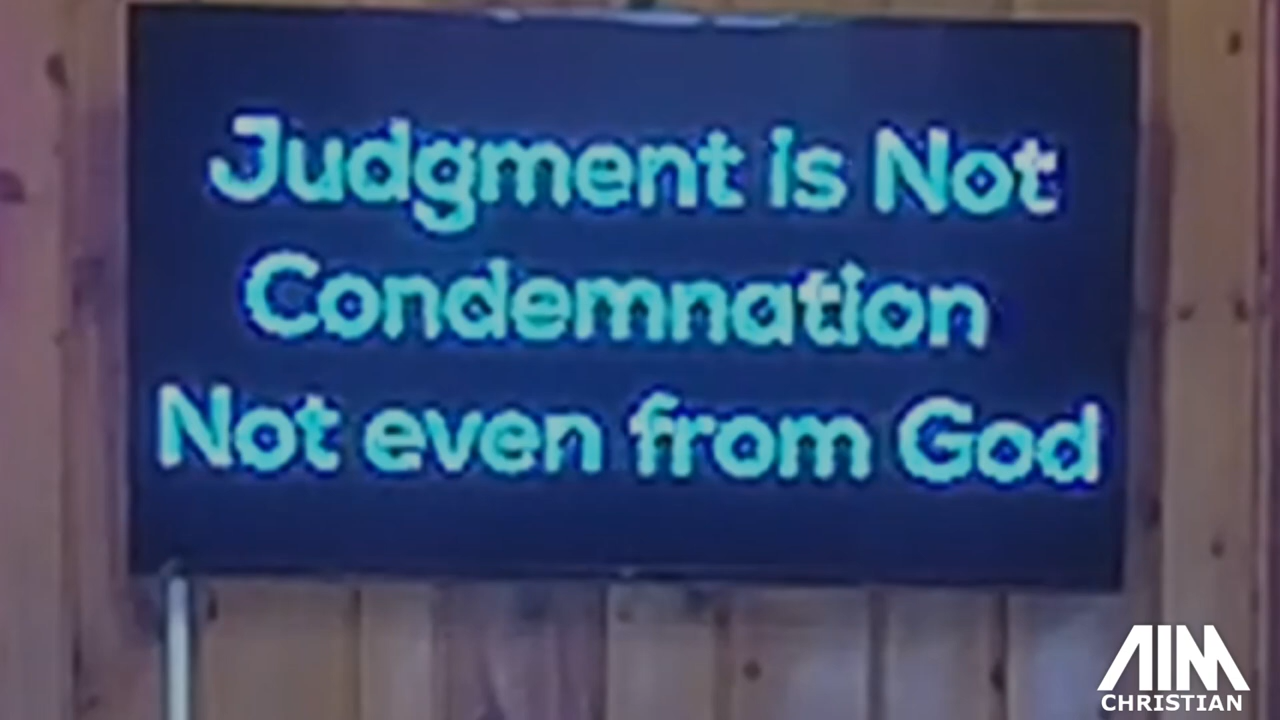 Judgment is Not
Condemnation
Not even from God
AIM
CHRISTIAN